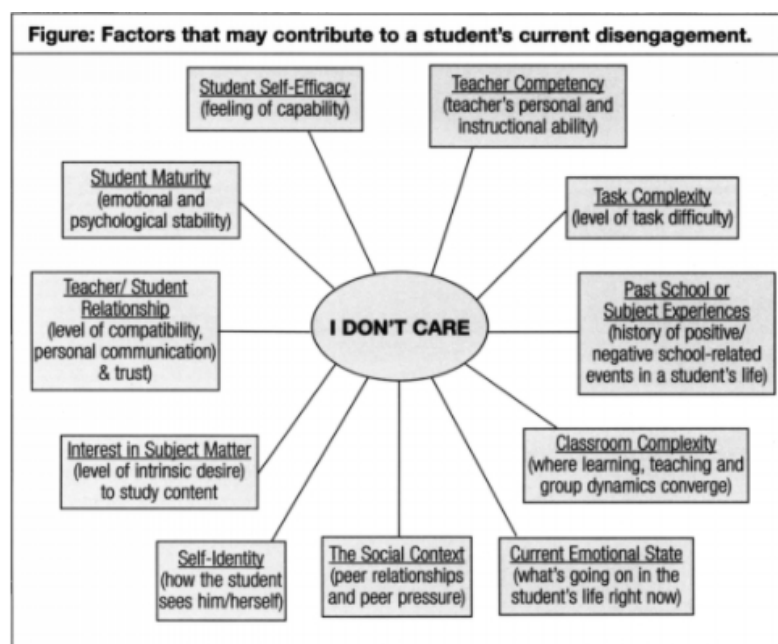 Figure: Factors that may contribute to a student's current disengagement.
Student Self-Efficacy
(feeling of capability)
Teacher Competency
(teacher's personal and
instructional ability)
Student Maturity
(emotional and
psychological stability)
Task Complexity
(level of task difficulty)
Teacher/ Student
Relationship
(level of compatibility,
personal communication)
& trust)
I DON'T CARE
Past School or
Subject Experiences
(history of positive/
negative school-related
events in a student's life)
Interest in Subject Matter
(level of intrinsic desire)
to study content
Classroom Complexity
(where learning, teaching and
group dynamics converge)
Self-Identity
(how the student
sees him/herself)
The Social Context
(peer relationships
and peer pressure)
Current Emotional State
(what's going on in the
student's life right now)